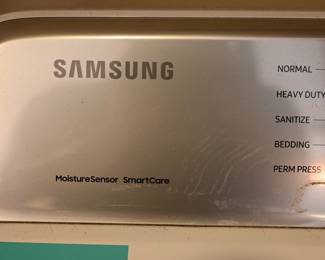 SAMSUNG
NORMAL
HEAVY DUTY
SANITIZE
BEDDING
PERM PRESS
MoistureSensor SmartCare